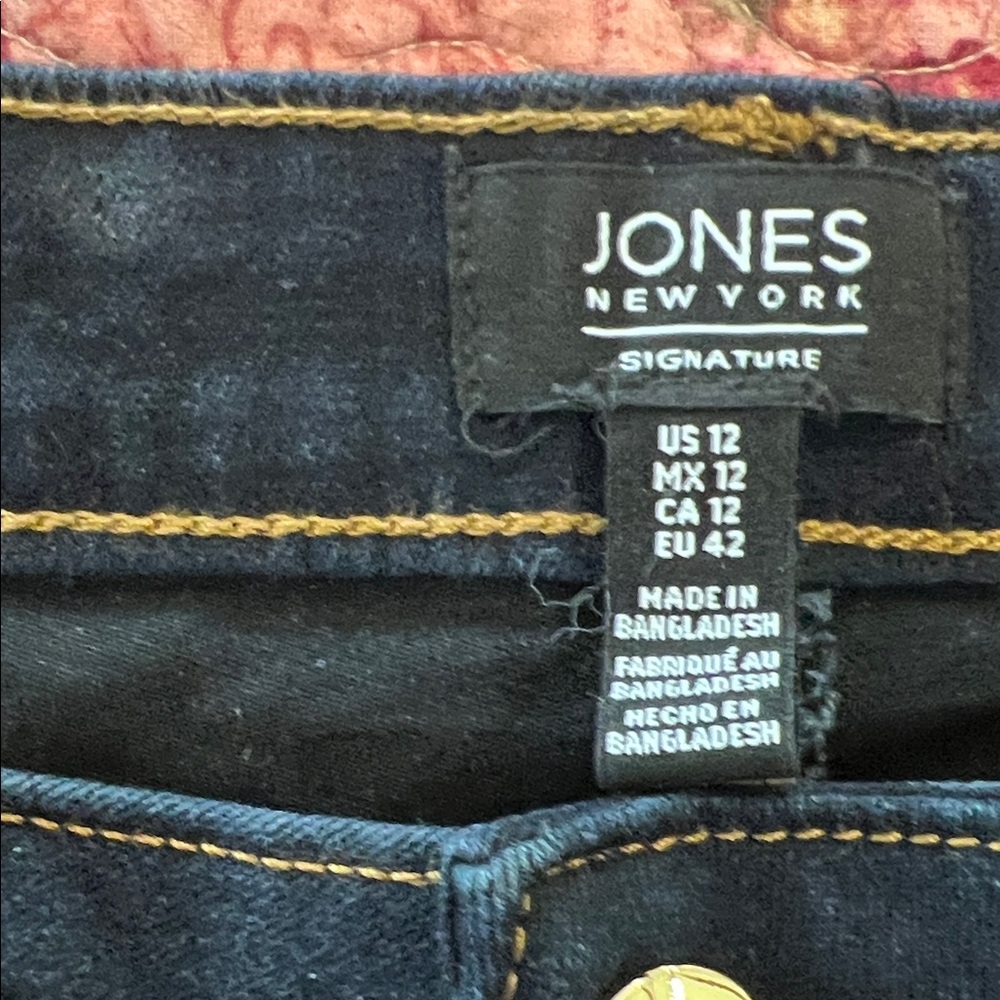 JONES
NEW YORK
SIGNATURE
US 12
MX 12
CA 12
EU 42
MADE IN
BANGLADESH
FABRIQUÉ AU
BANGLADESH
HECHO EN
BANGLADESH